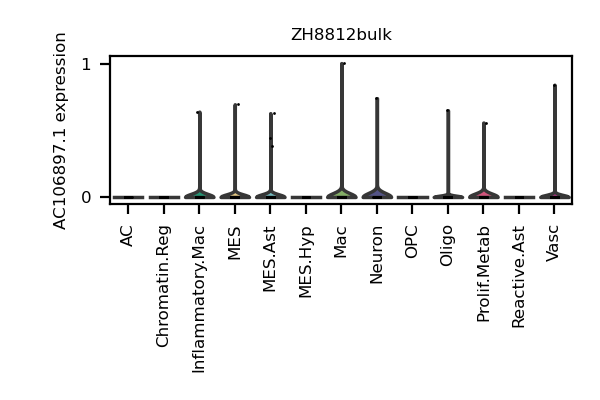 ZH8812bulk
AC106897.1 expression
1
0
AC
Chromatin.Reg
Inflammatory.Mac
MES
MES.Ast
MES.Hyp
Mac
Neuron
OPC
Oligo
Prolif.Metab
Reactive.Ast
Vasc